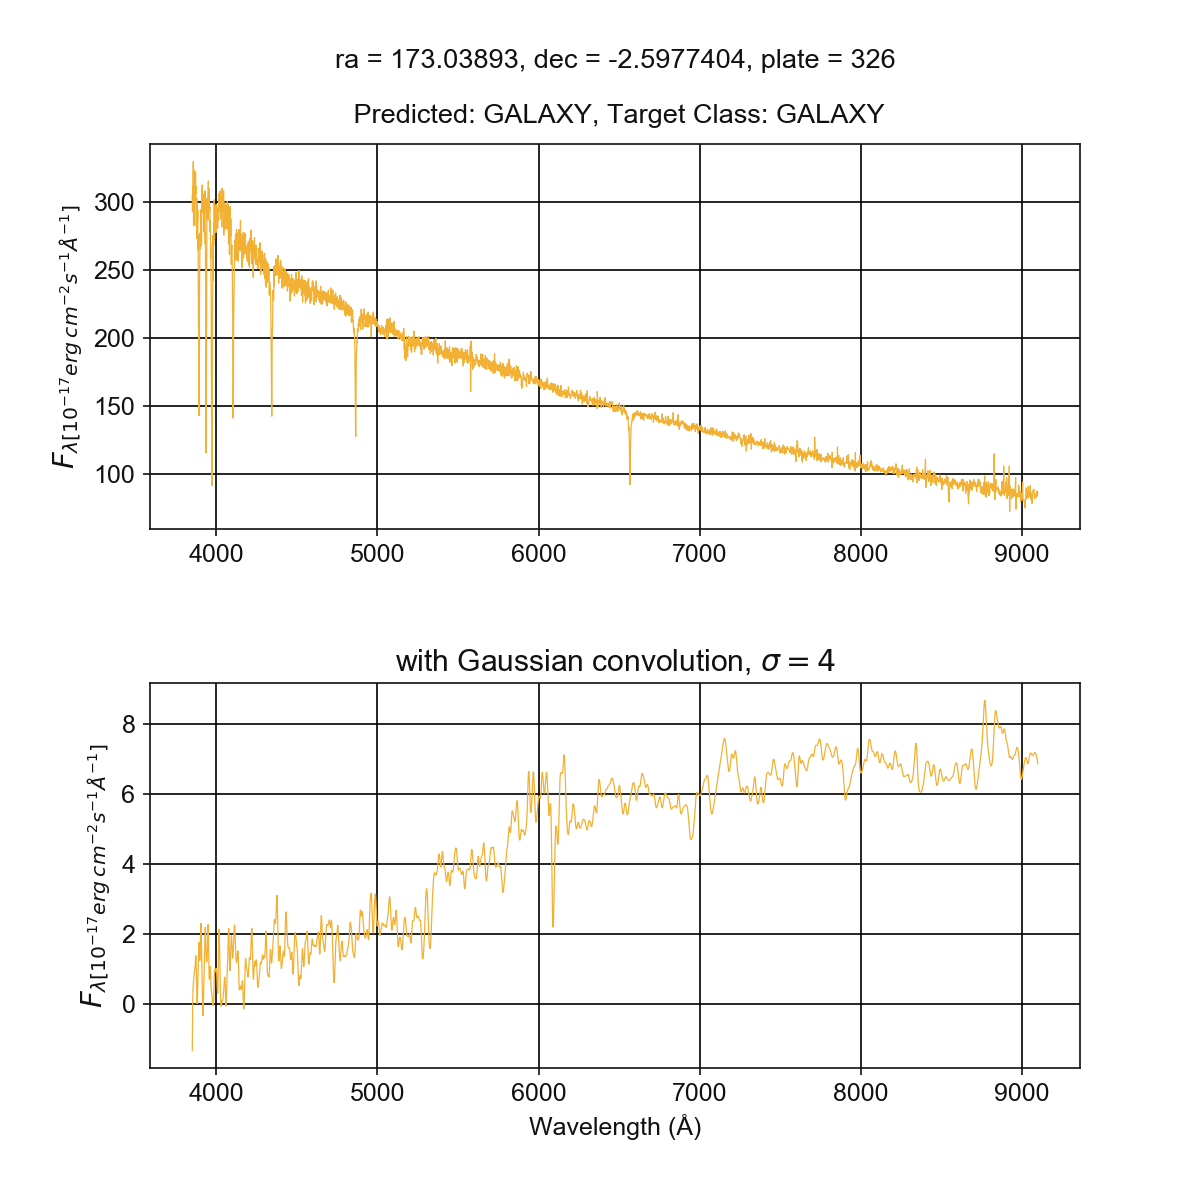 ra = 173.03893, dec = -2.5977404, plate = 326
Predicted: GALAXY, Target Class: GALAXY
F_λ[10^−17 erg cm^−2 s^−1 Å^−1]
300
250
200
150
100
4000 5000 6000 7000 8000 9000
with Gaussian convolution, σ = 4
F_λ[10^−17 erg cm^−2 s^−1 Å^−1]
8
6
4
2
0
4000 5000 6000 7000 8000 9000
Wavelength (Å)